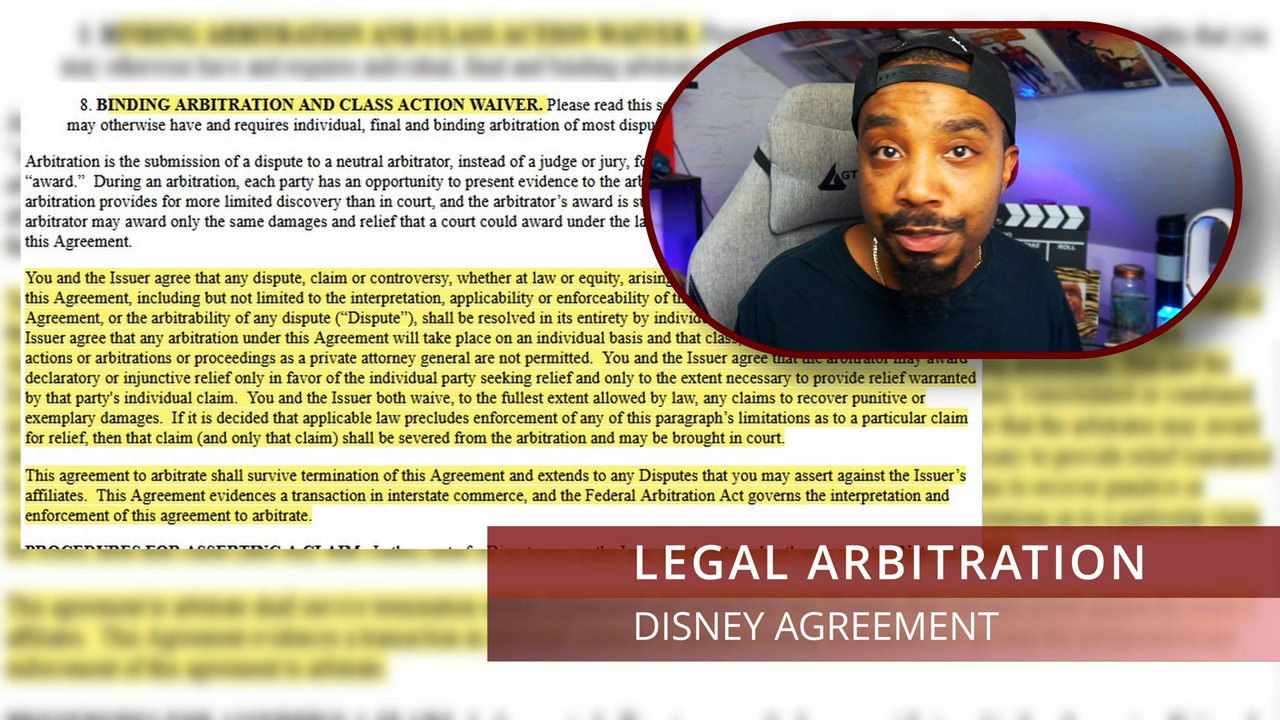 8. BINDING ARBITRATION AND CLASS ACTION WAIVER. Please read this
may otherwise have and requires individual, final and binding arbitration of most
Arbitration is the submission of a dispute to a neutral arbitrator, instead of a judge or jury,
“award.” During an arbitration, each party has an opportunity to present evidence to the
arbitration provides for more limited discovery than in court, and the arbitrator’s award is
arbitrator may award only the same damages and relief that a court could award under the
this Agreement.
You and the Issuer agree that any dispute, claim or controversy, whether at law or equity,
this Agreement, including but not limited to the interpretation, applicability or enforceability of
Agreement, or the arbitrability of any dispute (“Dispute”), shall be resolved in its entirety by
Issuer agree that any arbitration under this Agreement will take place on an individual basis and that
actions or arbitrations or proceedings as a private attorney general are not permitted. You and the Issuer agree that the arbitrator may award
declaratory or injunctive relief only in favor of the individual party seeking relief and only to the extent necessary to provide relief warranted
by that party's individual claim. You and the Issuer both waive, to the fullest extent allowed by law, any claims to recover punitive or
exemplary damages. If it is decided that applicable law precludes enforcement of any of this paragraph’s limitations as to a particular claim
for relief, then that claim (and only that claim) shall be severed from the arbitration and may be brought in court.
This agreement to arbitrate shall survive termination of this Agreement and extends to any Disputes that you may assert against the Issuer’s
affiliates. This Agreement evidences a transaction in interstate commerce, and the Federal Arbitration Act governs the interpretation and
enforcement of this agreement to arbitrate.
PROCEDURES FOR ASSERTING A CLAIM.
GT
LEGAL ARBITRATION
DISNEY AGREEMENT